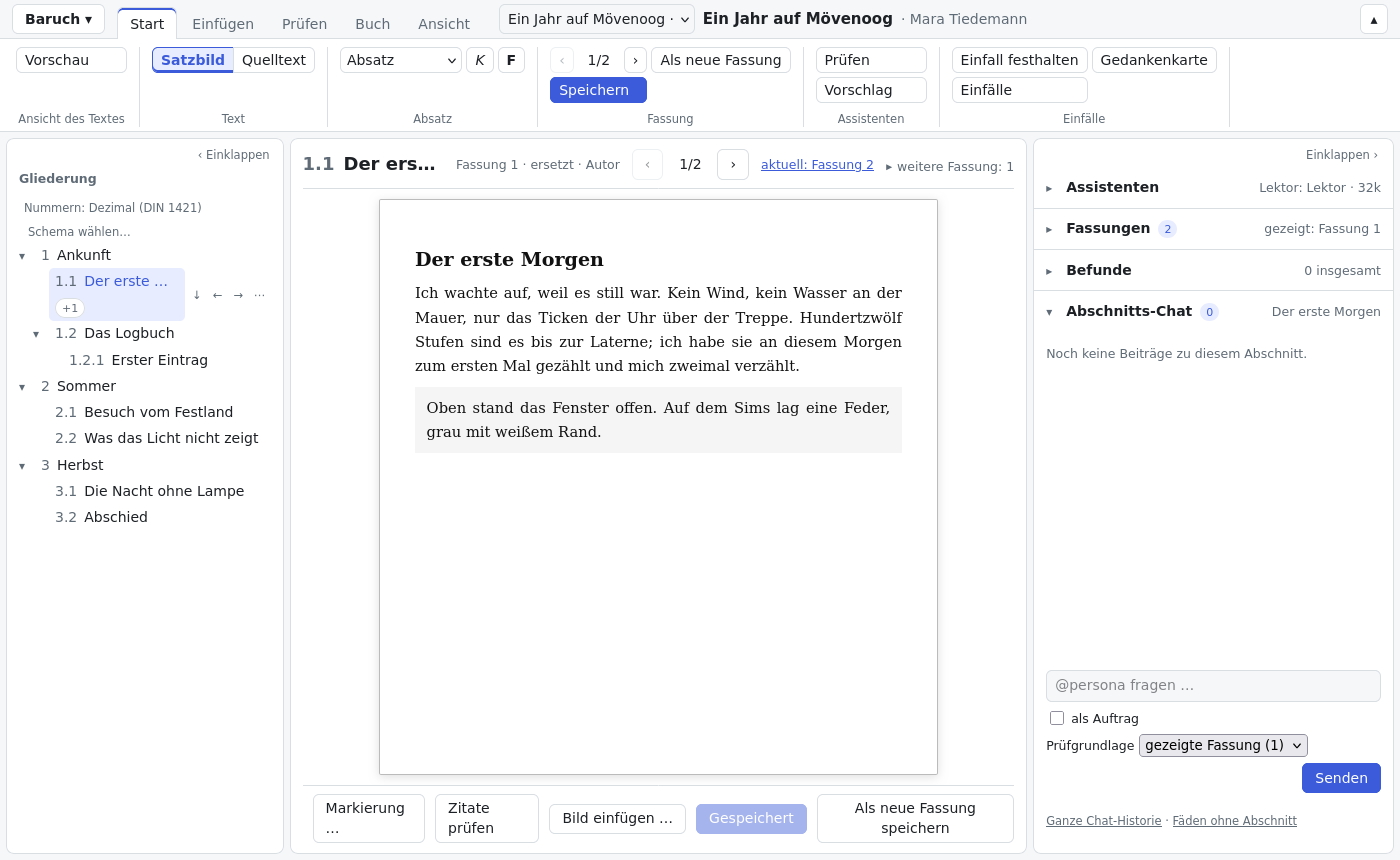 Baruch ▾
Start
Einfügen
Prüfen
Buch
Ansicht
Ein Jahr auf Mövenoog ·
Ein Jahr auf Mövenoog · Mara Tiedemann
▴
Vorschau
Ansicht des Textes
Satzbild
Quelltext
Text
Absatz
K
F
Absatz
‹
1/2
›
Als neue Fassung
Speichern
Fassung
Prüfen
Vorschlag
Assistenten
Einfall festhalten
Gedankenkarte
Einfälle
Einfälle
‹ Einklappen
Gliederung
Nummern: Dezimal (DIN 1421)
Schema wählen…
▾ 1 Ankunft
1.1 Der erste …
+1
↓ ← → ···
▾ 1.2 Das Logbuch
1.2.1 Erster Eintrag
▾ 2 Sommer
2.1 Besuch vom Festland
2.2 Was das Licht nicht zeigt
▾ 3 Herbst
3.1 Die Nacht ohne Lampe
3.2 Abschied
1.1 Der ers…
Fassung 1 · ersetzt · Autor
‹
1/2
›
aktuell: Fassung 2
▸ weitere Fassung: 1
Der erste Morgen
Ich wachte auf, weil es still war. Kein Wind, kein Wasser an der
Mauer, nur das Ticken der Uhr über der Treppe. Hundertzwölf
Stufen sind es bis zur Laterne; ich habe sie an diesem Morgen
zum ersten Mal gezählt und mich zweimal verzählt.
Oben stand das Fenster offen. Auf dem Sims lag eine Feder,
grau mit weißem Rand.
Markierung
…
Zitate
prüfen
Bild einfügen …
Gespeichert
Als neue Fassung
speichern
Einklappen ›
▸ Assistenten
Lektor: Lektor · 32k
▸ Fassungen 2
gezeigt: Fassung 1
▸ Befunde
0 insgesamt
▾ Abschnitts-Chat 0
Der erste Morgen
Noch keine Beiträge zu diesem Abschnitt.
@persona fragen …
als Auftrag
Prüfgrundlage
gezeigte Fassung (1)
Senden
Ganze Chat-Historie · Fäden ohne Abschnitt